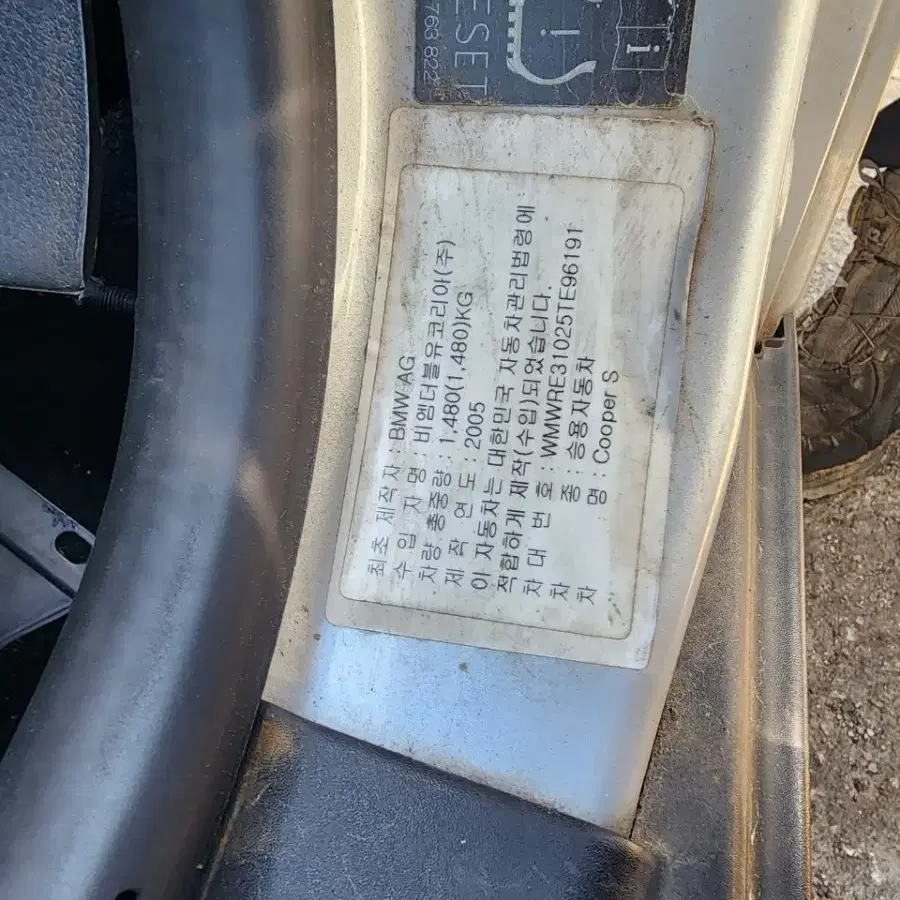 763 822
ESET
최초 제작자 : BMW AG
수입자명 : 비엠더블유코리아(주)
차량총중량 : 1,480(1,480)KG
제작연도 : 2005
이 자동차는 대한민국 자동차관리법령에
적합하게 제작(수입)되었습니다.
차대번호 : WMWRE31025TE96191
차종 : 승용자동차
차명 : Cooper S